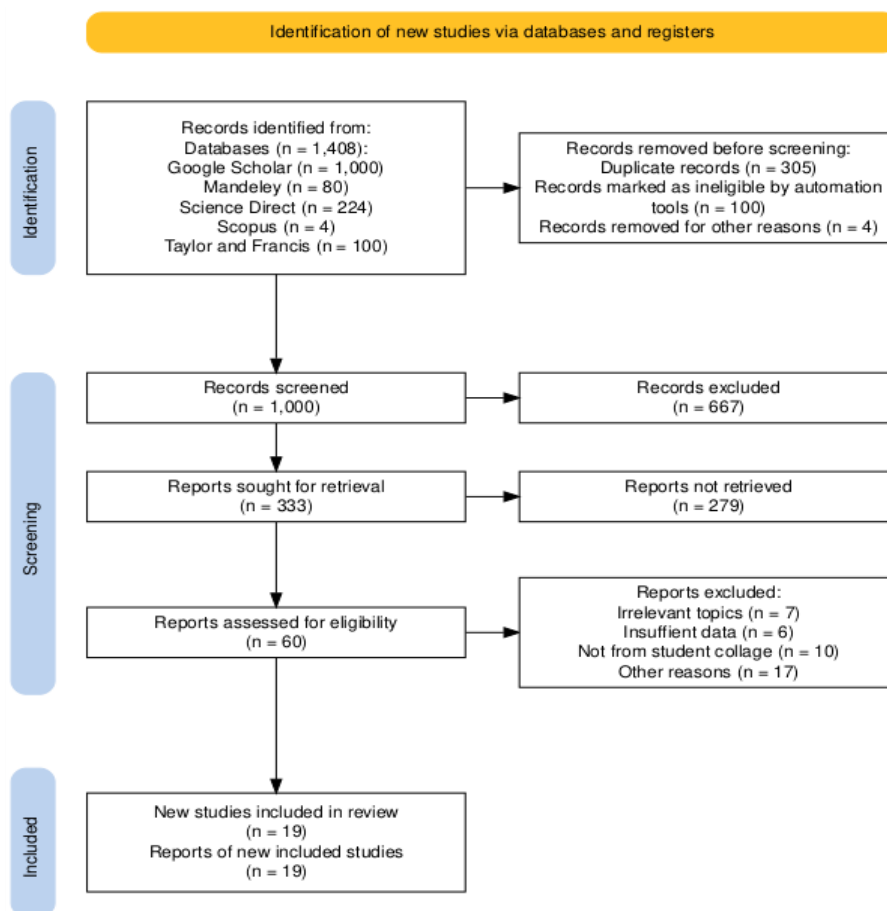 Identification of new studies via databases and registers
Identification
Records identified from:
Databases (n = 1,408):
Google Scholar (n = 1,000)
Mandeley (n = 80)
Science Direct (n = 224)
Scopus (n = 4)
Taylor and Francis (n = 100)
Records removed before screening:
Duplicate records (n = 305)
Records marked as ineligible by automation
tools (n = 100)
Records removed for other reasons (n = 4)
Screening
Records screened
(n = 1,000)
Records excluded
(n = 667)
Reports sought for retrieval
(n = 333)
Reports not retrieved
(n = 279)
Reports assessed for eligibility
(n = 60)
Reports excluded:
Irrelevant topics (n = 7)
Insuffient data (n = 6)
Not from student collage (n = 10)
Other reasons (n = 17)
Included
New studies included in review
(n = 19)
Reports of new included studies
(n = 19)